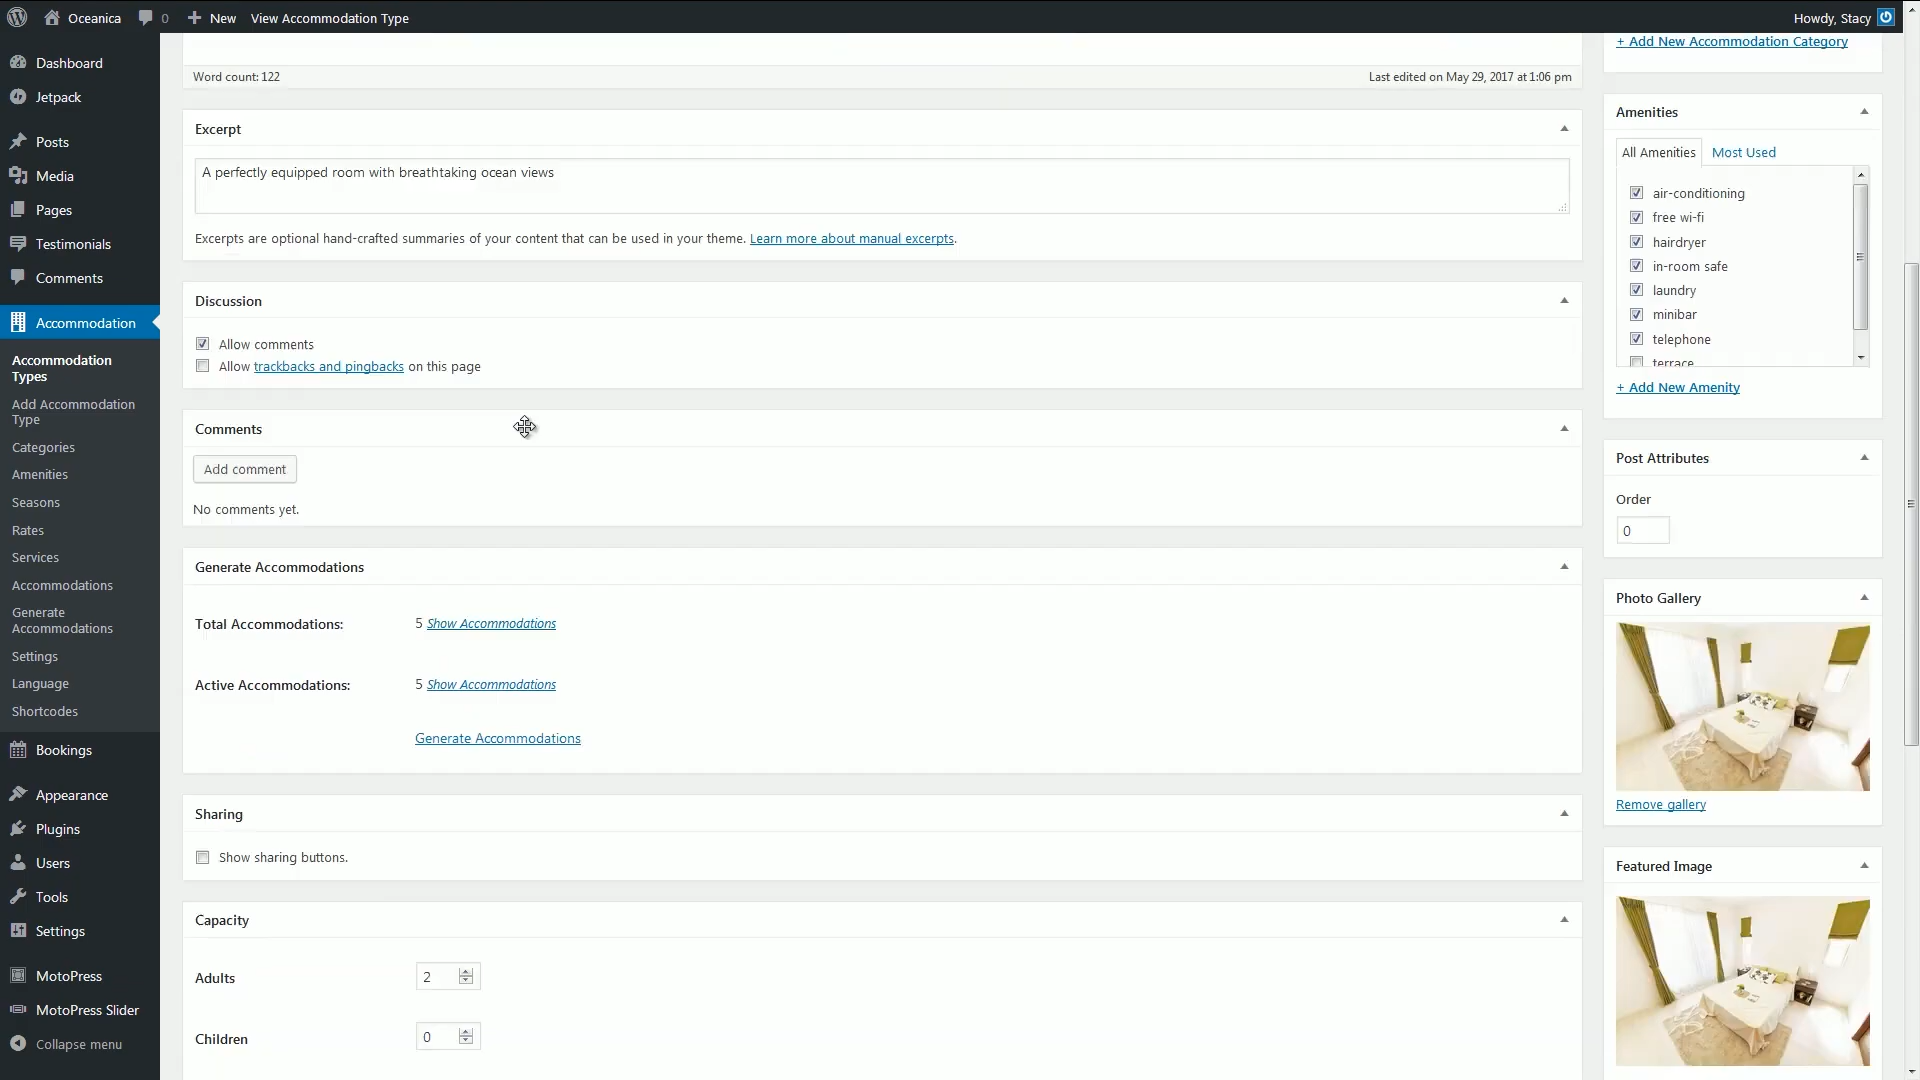 Oceanica
0
New
View Accommodation Type
Howdy, Stacy
Dashboard
Jetpack
Posts
Media
Pages
Testimonials
Comments
Accommodation
Accommodation
Types
Add Accommodation
Type
Categories
Amenities
Seasons
Rates
Services
Accommodations
Generate
Accommodations
Settings
Language
Shortcodes
Bookings
Appearance
Plugins
Users
Tools
Settings
MotoPress
MotoPress Slider
Collapse menu
Word count: 122
Last edited on May 29, 2017 at 1:06 pm
Excerpt
A perfectly equipped room with breathtaking ocean views
Excerpts are optional hand-crafted summaries of your content that can be used in your theme. Learn more about manual excerpts.
Discussion
Allow comments
Allow trackbacks and pingbacks on this page
Comments
Add comment
No comments yet.
Generate Accommodations
Total Accommodations:
5 Show Accommodations
Active Accommodations:
5 Show Accommodations
Generate Accommodations
Sharing
Show sharing buttons.
Capacity
Adults
2
Children
0
+ Add New Accommodation Category
Amenities
All Amenities
Most Used
air-conditioning
free wi-fi
hairdryer
in-room safe
laundry
minibar
telephone
terrace
+ Add New Amenity
Post Attributes
Order
0
Photo Gallery
Remove gallery
Featured Image